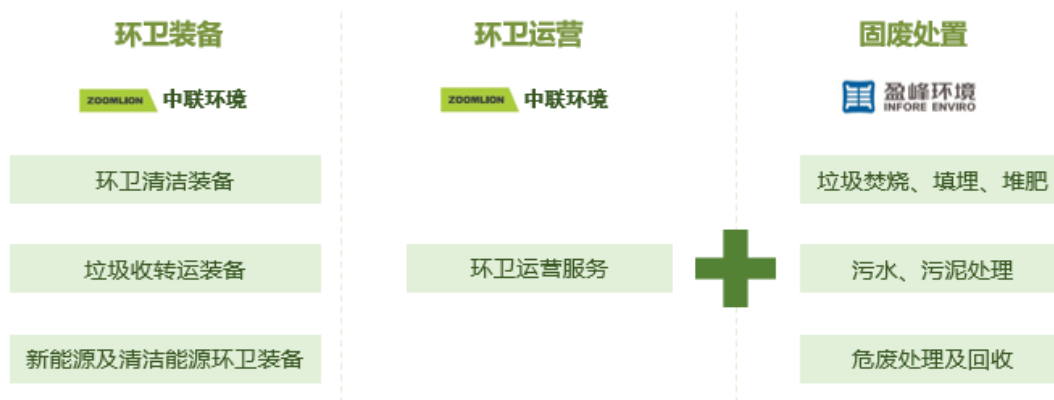 环卫装备
ZOOMLION 中联环境
环卫清洁装备
垃圾收转运装备
新能源及清洁能源环卫装备
环卫运营
ZOOMLION 中联环境
环卫运营服务
固废处置
盈峰环境
INFORE ENVIRO
垃圾焚烧、填埋、堆肥
污水、污泥处理
危废处理及回收